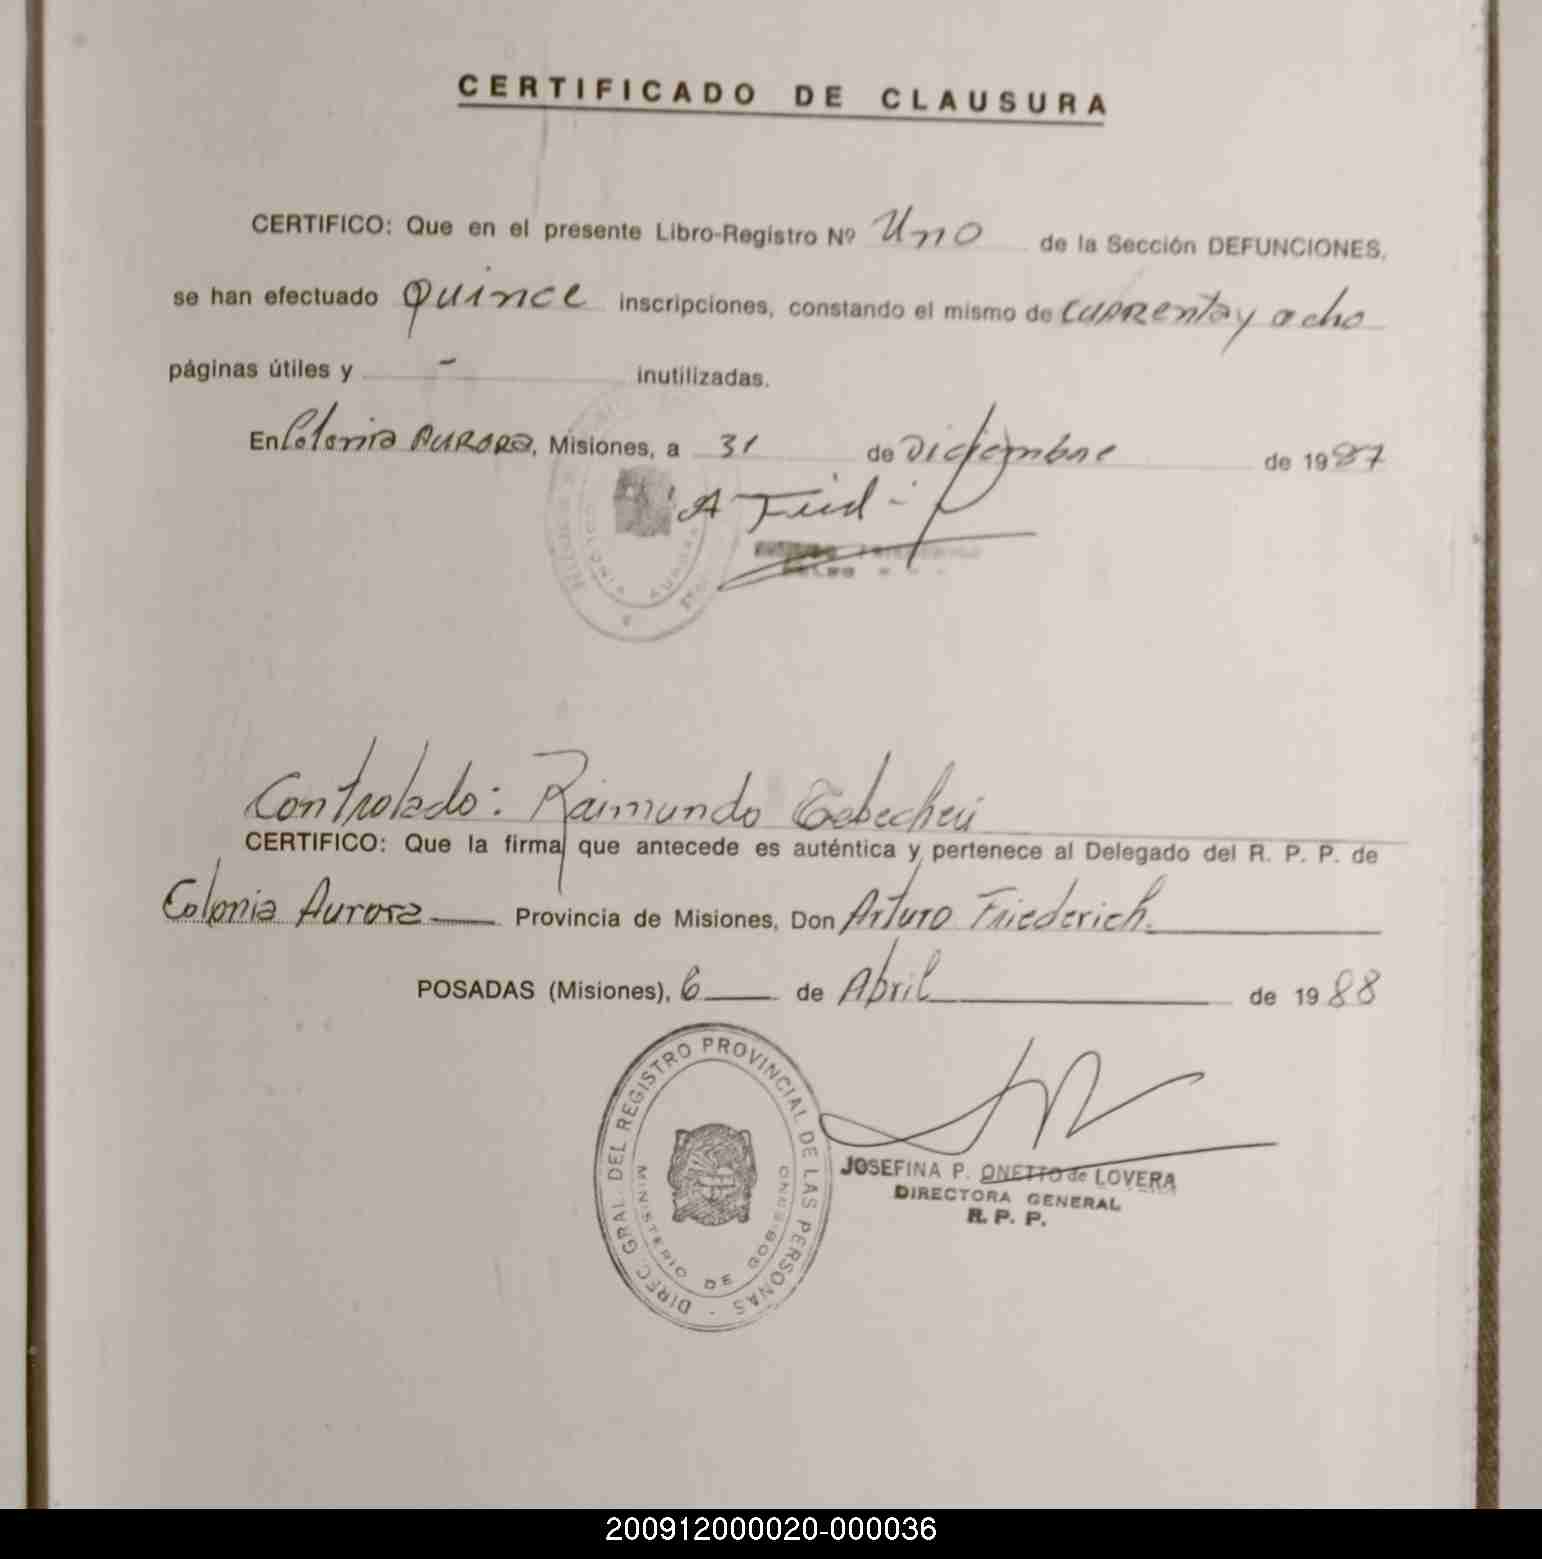 CERTIFICADO DE CLAUSURA
CERTIFICO: Que en el presente Libro-Registro Nº Uno de la Sección DEFUNCIONES,
se han efectuado Quince inscripciones, constando el mismo de cuarenta y ocho
páginas útiles y - inutilizadas.
En Colonia Aurora, Misiones, a 31 de Diciembre de 1987
Controlado: Raimundo
CERTIFICO: Que la firma que antecede es auténtica y pertenece al Delegado del R. P. P. de
Colonia Aurora Provincia de Misiones, Don Arturo Friederich.
POSADAS (Misiones), 6 de Abril de 1988
DIREC. GRAL. DEL REGISTRO PROVINCIAL DE LAS PERSONAS -
MINISTERIO DE GOBIERNO
JOSEFINA P. ONETTO de LOVERA
DIRECTORA GENERAL
R. P. P.
200912000020-000036